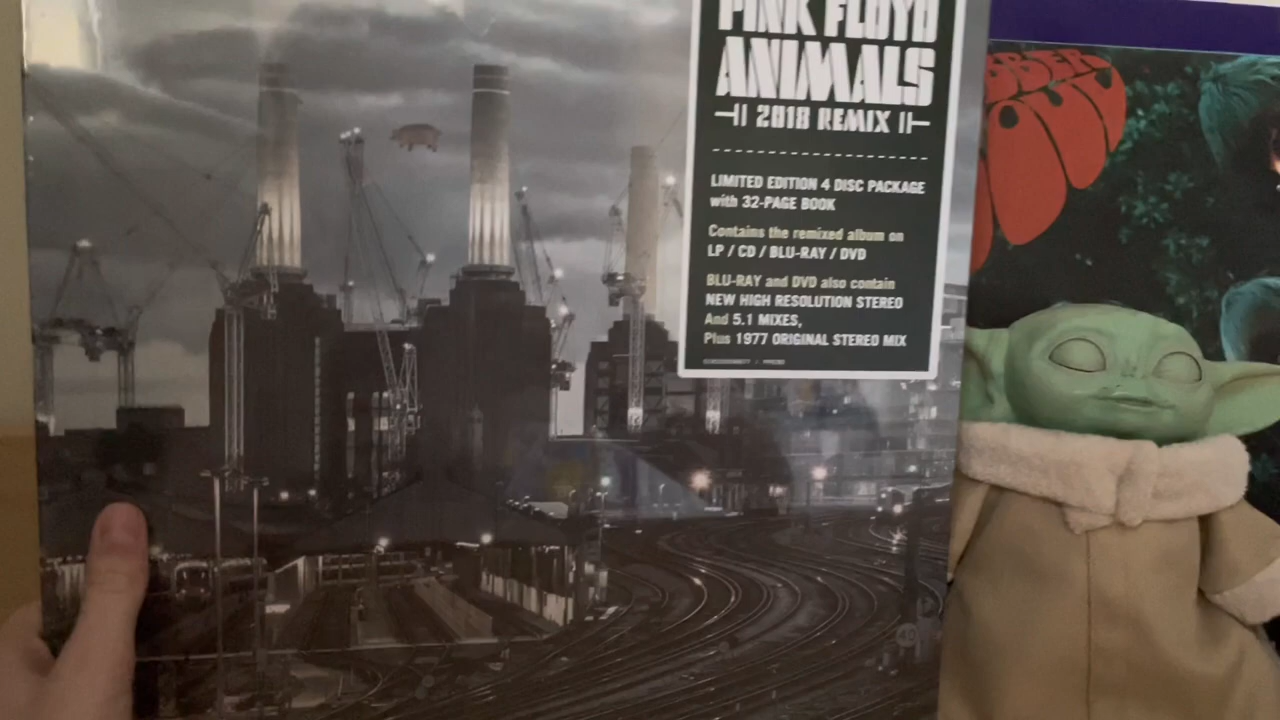 PINK FLOYD
ANIMALS
2018 REMIX
LIMITED EDITION 4 DISC PACKAGE
with 32-PAGE BOOK
Contains the remixed album on
LP / CD / BLU-RAY / DVD
BLU-RAY and DVD also contain
NEW HIGH RESOLUTION STEREO
And 5.1 MIXES,
Plus 1977 ORIGINAL STEREO MIX